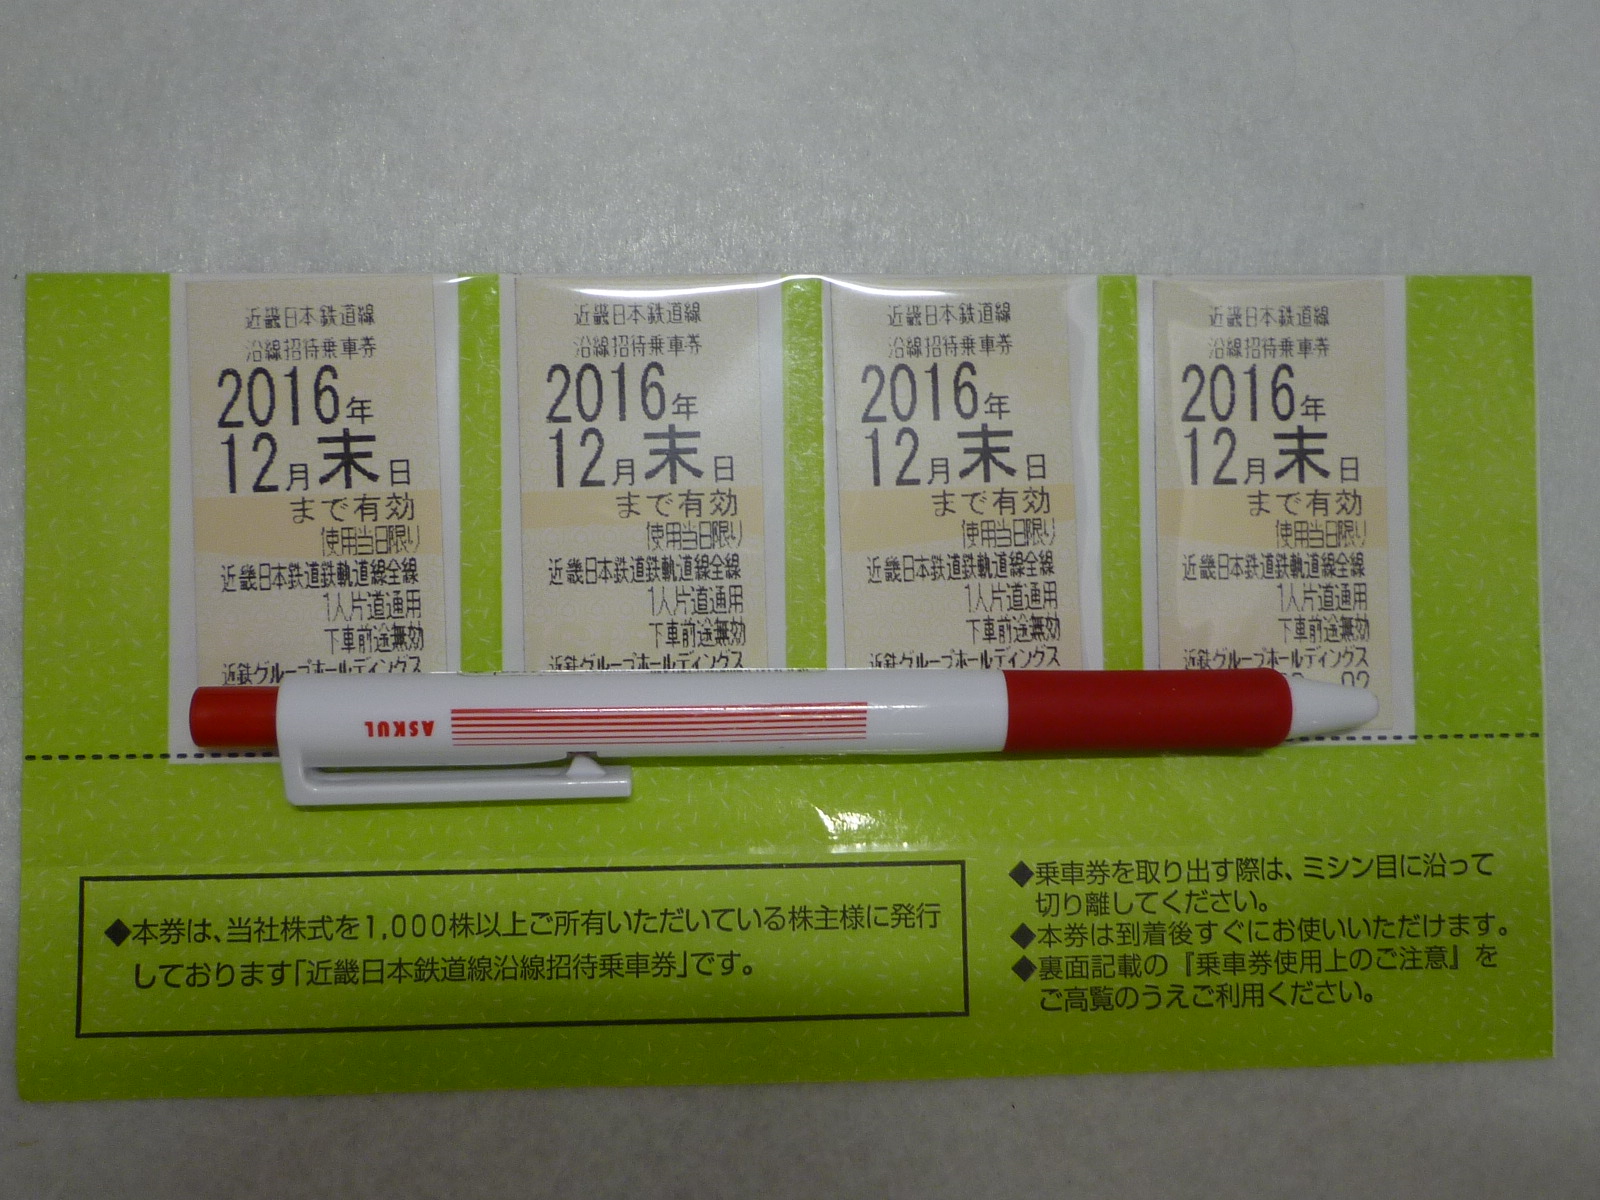 近畿日本鉄道線
沿線招待乗車券
2016年
12月末日
まで有効
使用当日限り
近畿日本鉄道鉄軌道線全線
1人片道通用
下車前途無効
近鉄グループホールディングス
近畿日本鉄道線
沿線招待乗車券
2016年
12月末日
まで有効
使用当日限り
近畿日本鉄道鉄軌道線全線
1人片道通用
下車前途無効
近鉄グループホールディングス
近畿日本鉄道線
沿線招待乗車券
2016年
12月末日
まで有効
使用当日限り
近畿日本鉄道鉄軌道線全線
1人片道通用
下車前途無効
近鉄グループホールディングス
近畿日本鉄道線
沿線招待乗車券
2016年
12月末日
まで有効
使用当日限り
近畿日本鉄道鉄軌道線全線
1人片道通用
下車前途無効
近鉄グループホールディングス
ASKUL
◆本券は、当社株式を1,000株以上ご所有いただいている株主様に発行
しております「近畿日本鉄道線沿線招待乗車券」です。
◆乗車券を取り出す際は、ミシン目に沿って
切り離してください。
◆本券は到着後すぐにお使いいただけます。
◆裏面記載の『乗車券使用上のご注意』を
ご高覧のうえご利用ください。